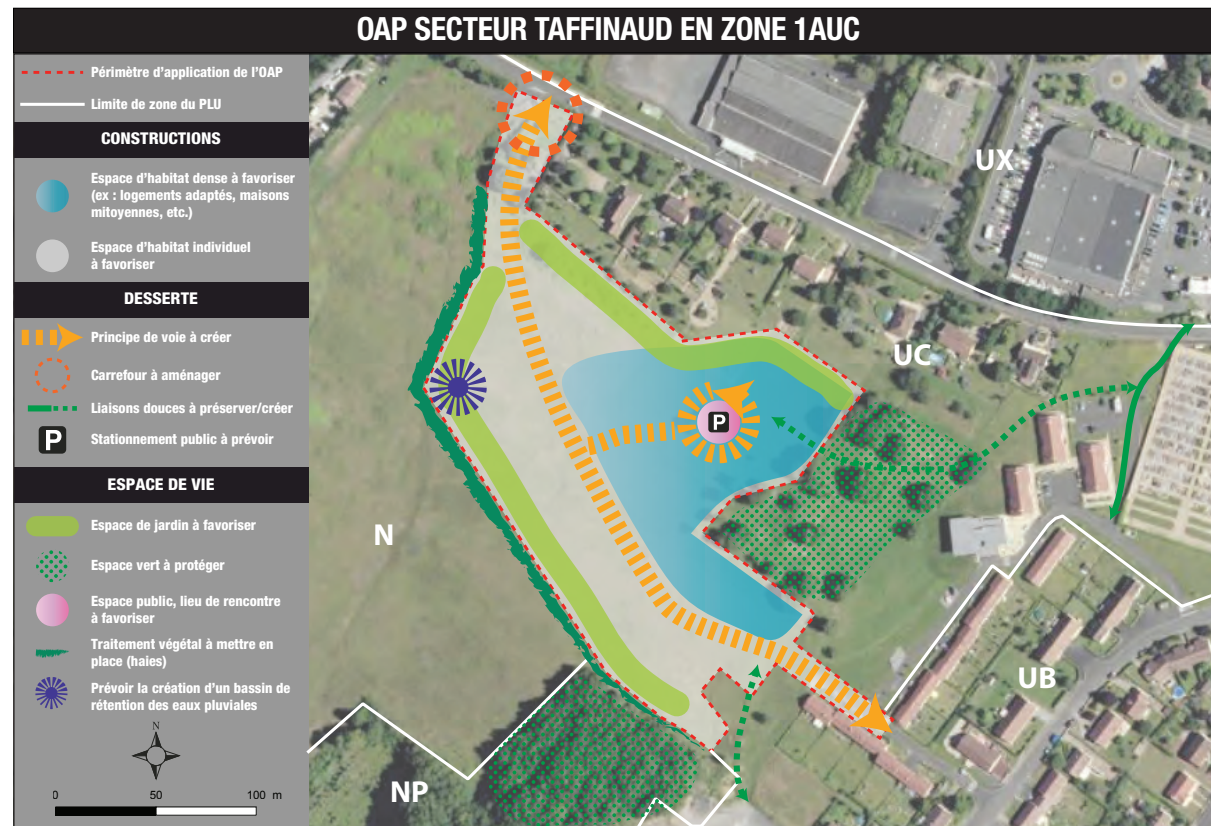 OAP SECTEUR TAFFINAUD EN ZONE 1AUC
Périmètre d'application de l'OAP
Limite de zone du PLU
CONSTRUCTIONS
Espace d'habitat dense à favoriser
(ex : logements adaptés, maisons
mitoyennes, etc.)
Espace d'habitat individuel
à favoriser
DESSERTE
Principe de voie à créer
Carrefour à aménager
Liaisons douces à préserver/créer
P
Stationnement public à prévoir
ESPACE DE VIE
Espace de jardin à favoriser
Espace vert à protéger
Espace public, lieu de rencontre
à favoriser
Traitement végétal à mettre en
place (haies)
Prévoir la création d'un bassin de
rétention des eaux pluviales
N
0 50 100 m
UX
UC
P
N
UB
NP